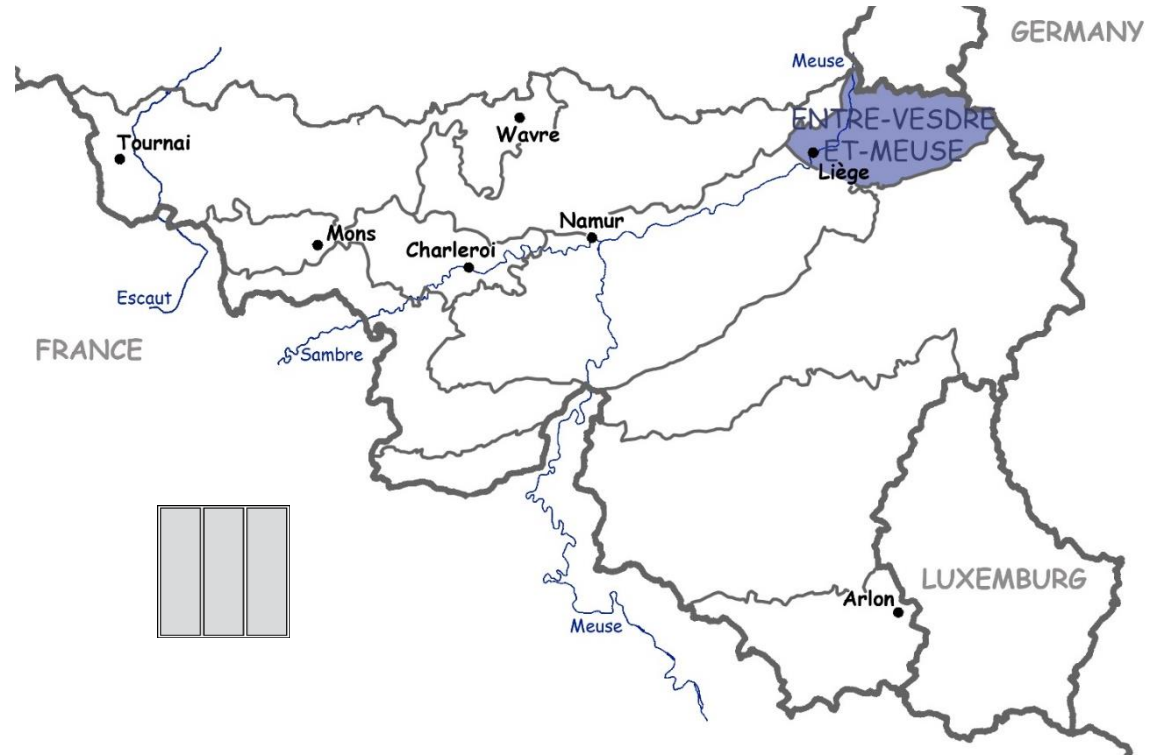 GERMANY
Meuse
ENTRE-VESDRE
ET-MEUSE
Wavre
Tournai
Liège
Namur
Mons
Charleroi
Escaut
FRANCE
Sambre
LUXEMBURG
Arlon
Meuse